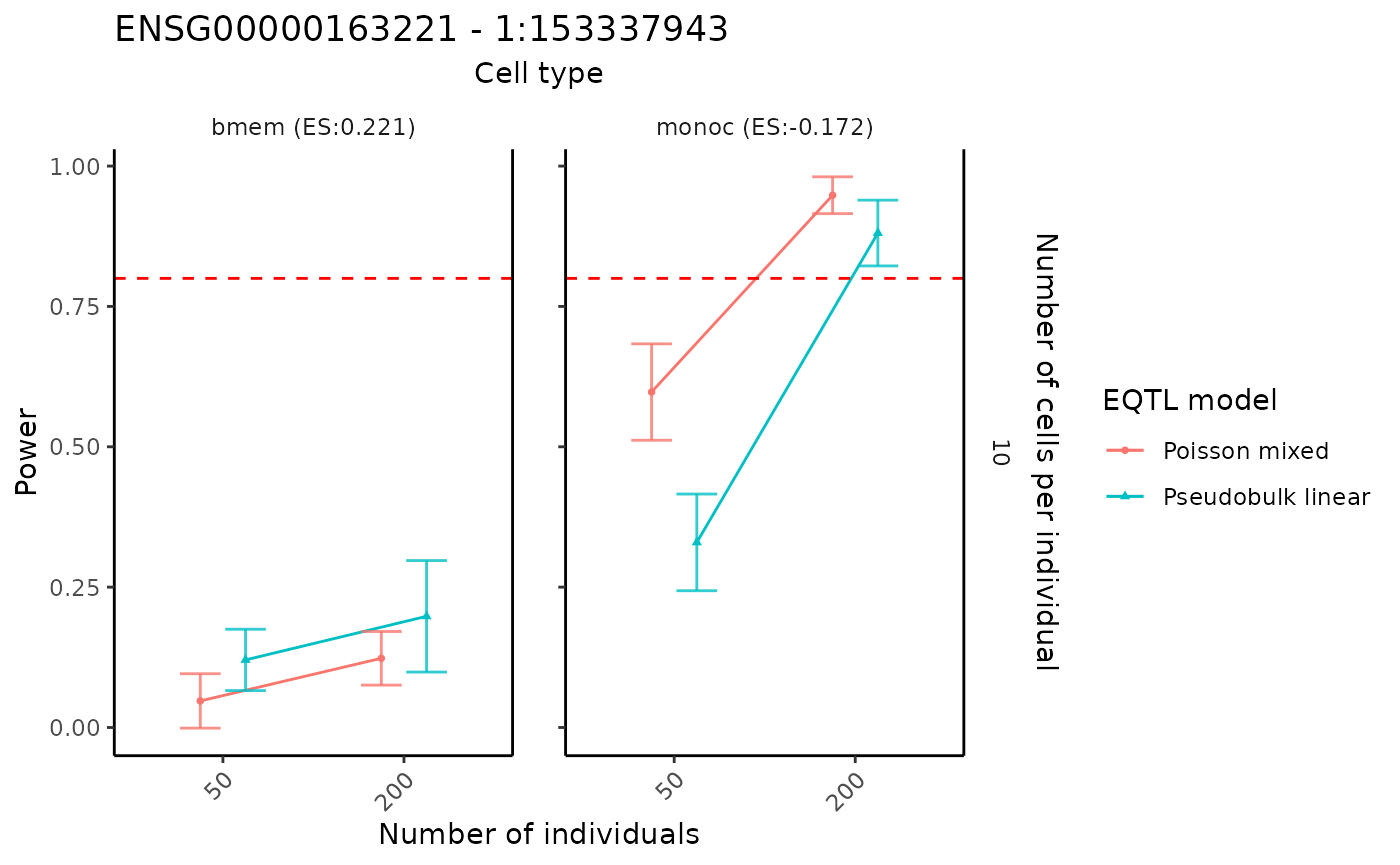 ENSG00000163221 - 1:153337943
Cell type
bmem (ES:0.221)
monoc (ES:-0.172)
1.00
0.75
0.50
0.25
0.00
Power
50
200
50
200
Number of individuals
10
Number of cells per individual
EQTL model
Poisson mixed
Pseudobulk linear